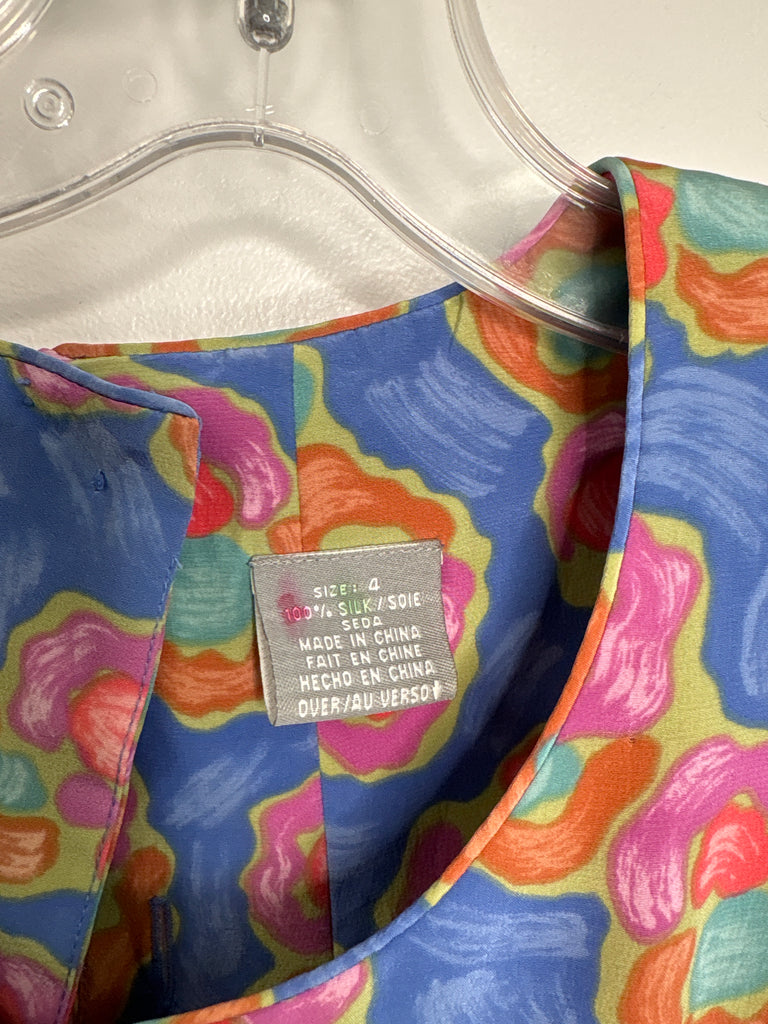 SIZE: 4
100% SILK/SOIE
SEDA
MADE IN CHINA
FAIT EN CHINE
HECHO EN CHINA
OVER/AU VERSO